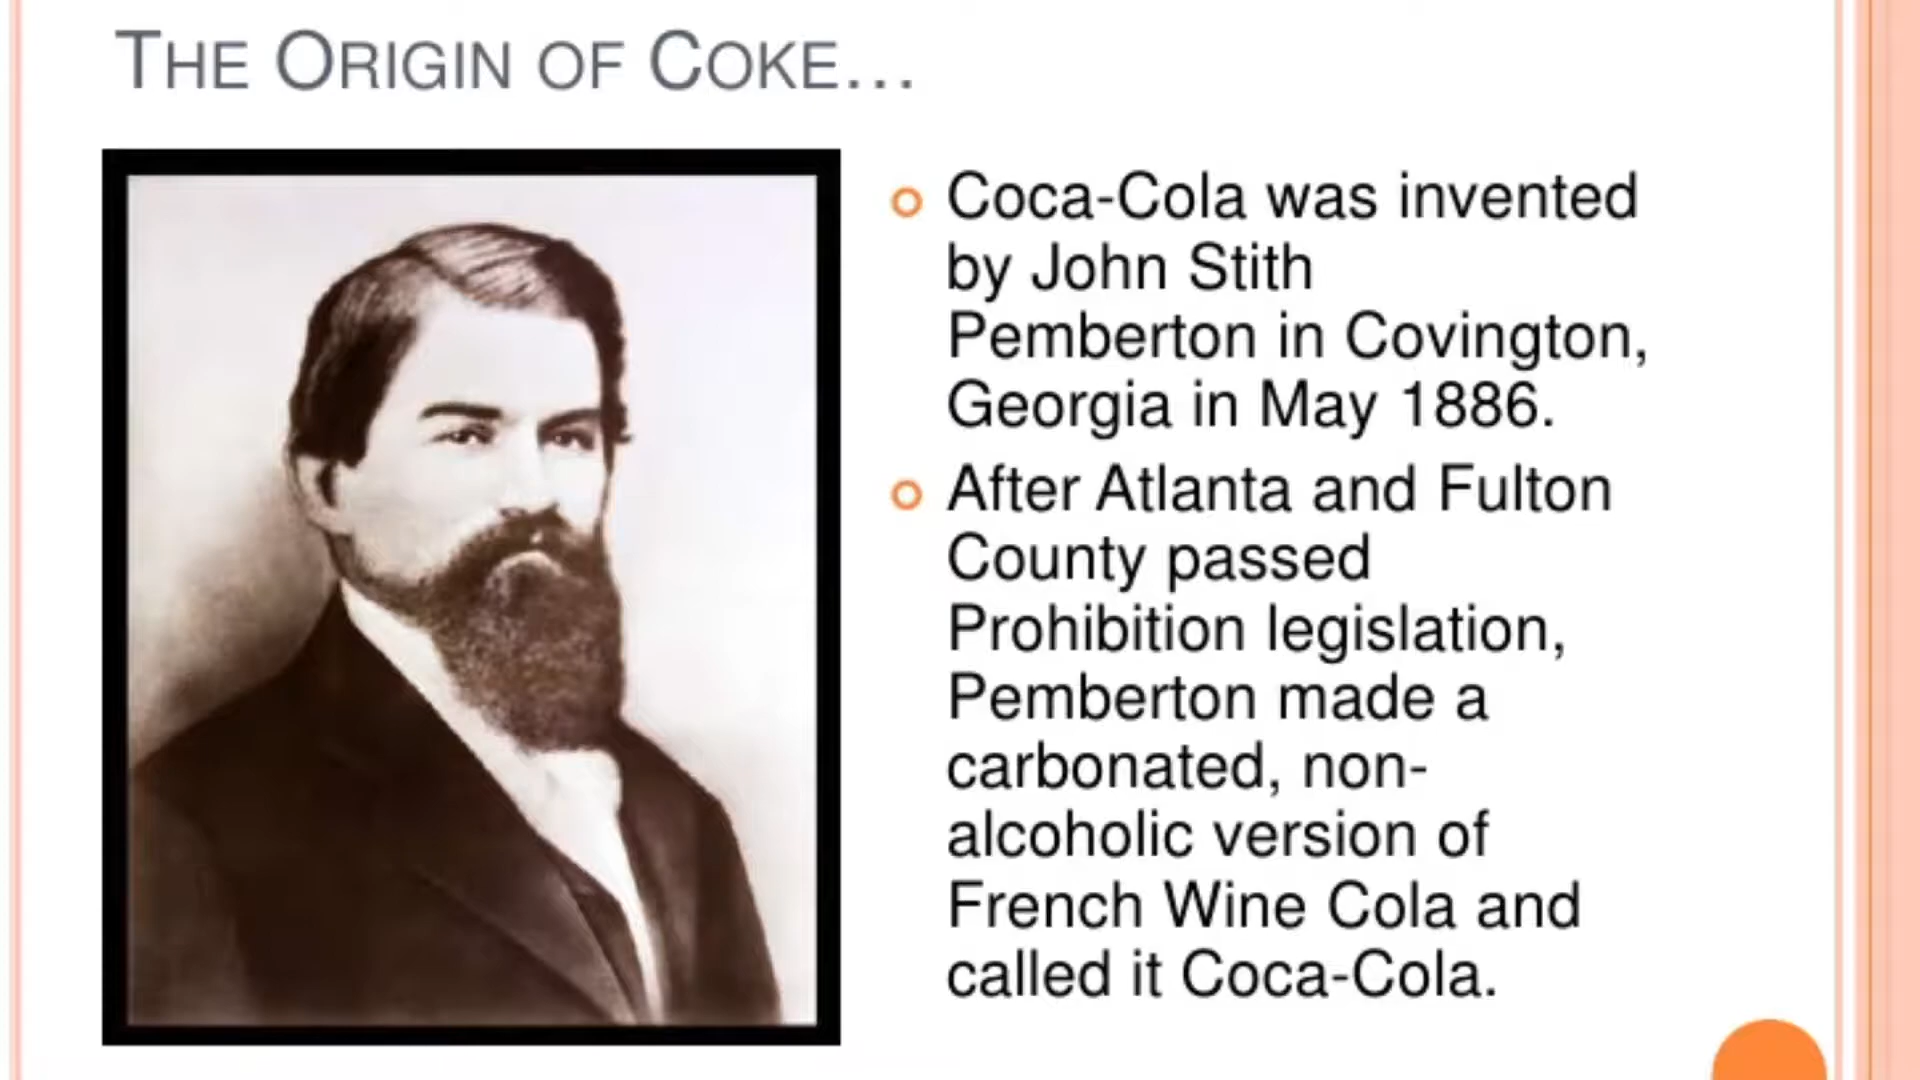 THE ORIGIN OF COKE...
Coca-Cola was invented
by John Stith
Pemberton in Covington,
Georgia in May 1886.
After Atlanta and Fulton
County passed
Prohibition legislation,
Pemberton made a
carbonated, non-
alcoholic version of
French Wine Cola and
called it Coca-Cola.